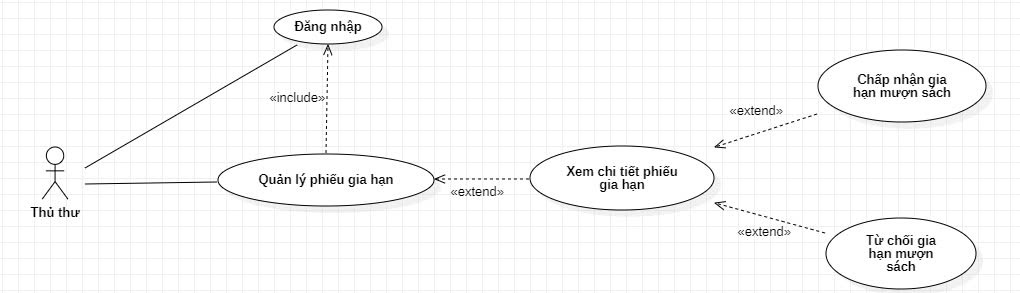 Đăng nhập
«include»
Thủ thư
Quản lý phiếu gia hạn
«extend»
Xem chi tiết phiếu
gia hạn
«extend»
Chấp nhận gia
hạn mượn sách
«extend»
Từ chối gia
hạn mượn
sách